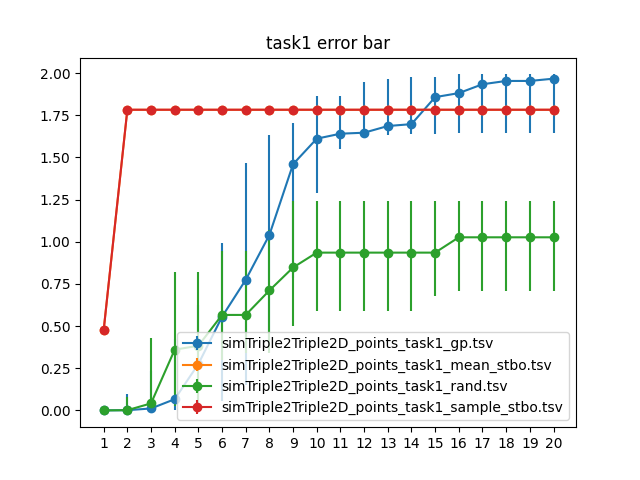 task1 error bar
2.00
1.75
1.50
1.25
1.00
0.75
0.50
0.25
0.00
simTriple2Triple2D_points_task1_gp.tsv
simTriple2Triple2D_points_task1_mean_stbo.tsv
simTriple2Triple2D_points_task1_rand.tsv
simTriple2Triple2D_points_task1_sample_stbo.tsv
1 2 3 4 5 6 7 8 9 10 11 12 13 14 15 16 17 18 19 20